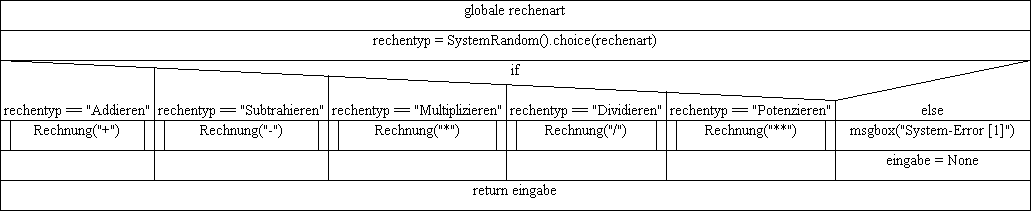 globale rechenart
rechentyp = SystemRandom().choice(rechenart)
if
rechentyp == "Addieren" rechentyp == "Subtrahieren" rechentyp == "Multiplizieren" rechentyp == "Dividieren" rechentyp == "Potenzieren" else
Rechnung("+") Rechnung("-") Rechnung("*") Rechnung("/") Rechnung("**") msgbox("System-Error [1]")
eingabe = None
return eingabe